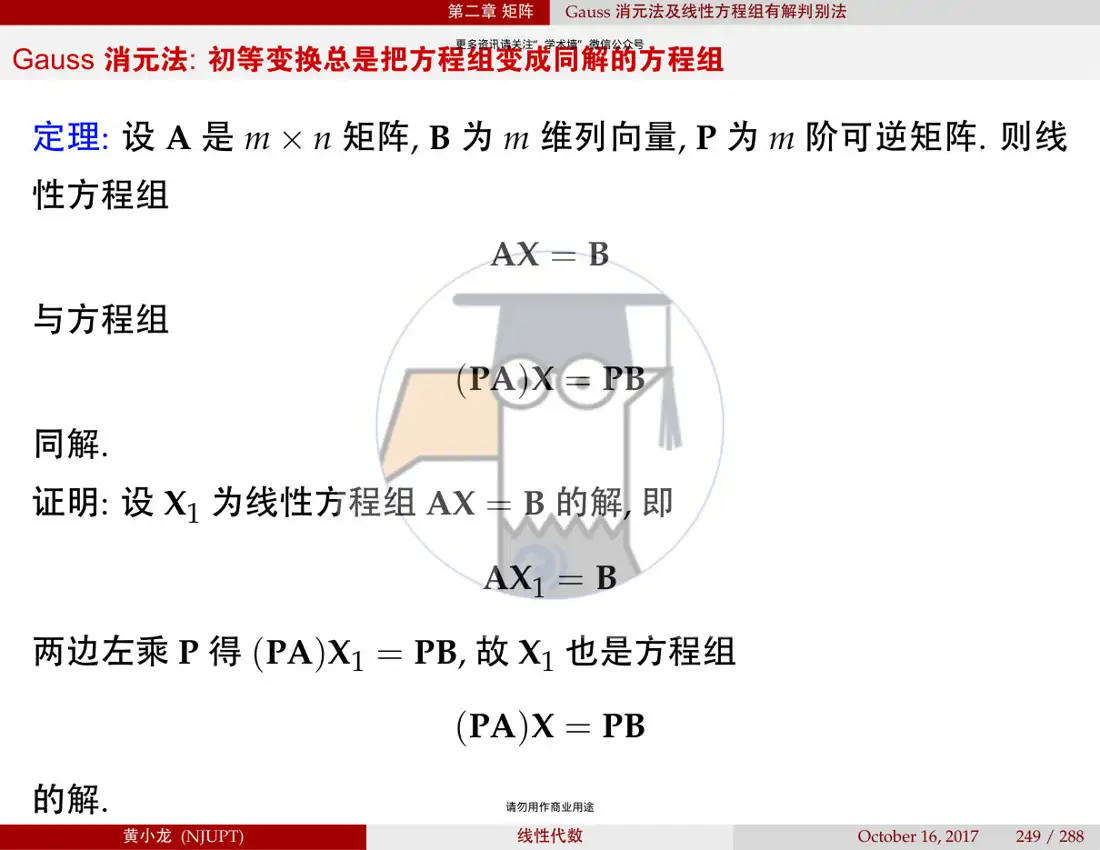 第二章 矩阵 Gauss 消元法及线性方程组有解判别法
更多资讯请关注“学术墙”微信公众号
Gauss 消元法: 初等变换总是把方程组变成同解的方程组
定理: 设 A 是 m × n 矩阵, B 为 m 维列向量, P 为 m 阶可逆矩阵. 则线
性方程组
AX = B
与方程组
(PA)X = PB
同解.
证明: 设 X₁ 为线性方程组 AX = B 的解, 即
AX₁ = B
两边左乘 P 得 (PA)X₁ = PB, 故 X₁ 也是方程组
(PA)X = PB
的解.
请勿用作商业用途
黄小龙 (NJUPT) 线性代数 October 16, 2017 249 / 288